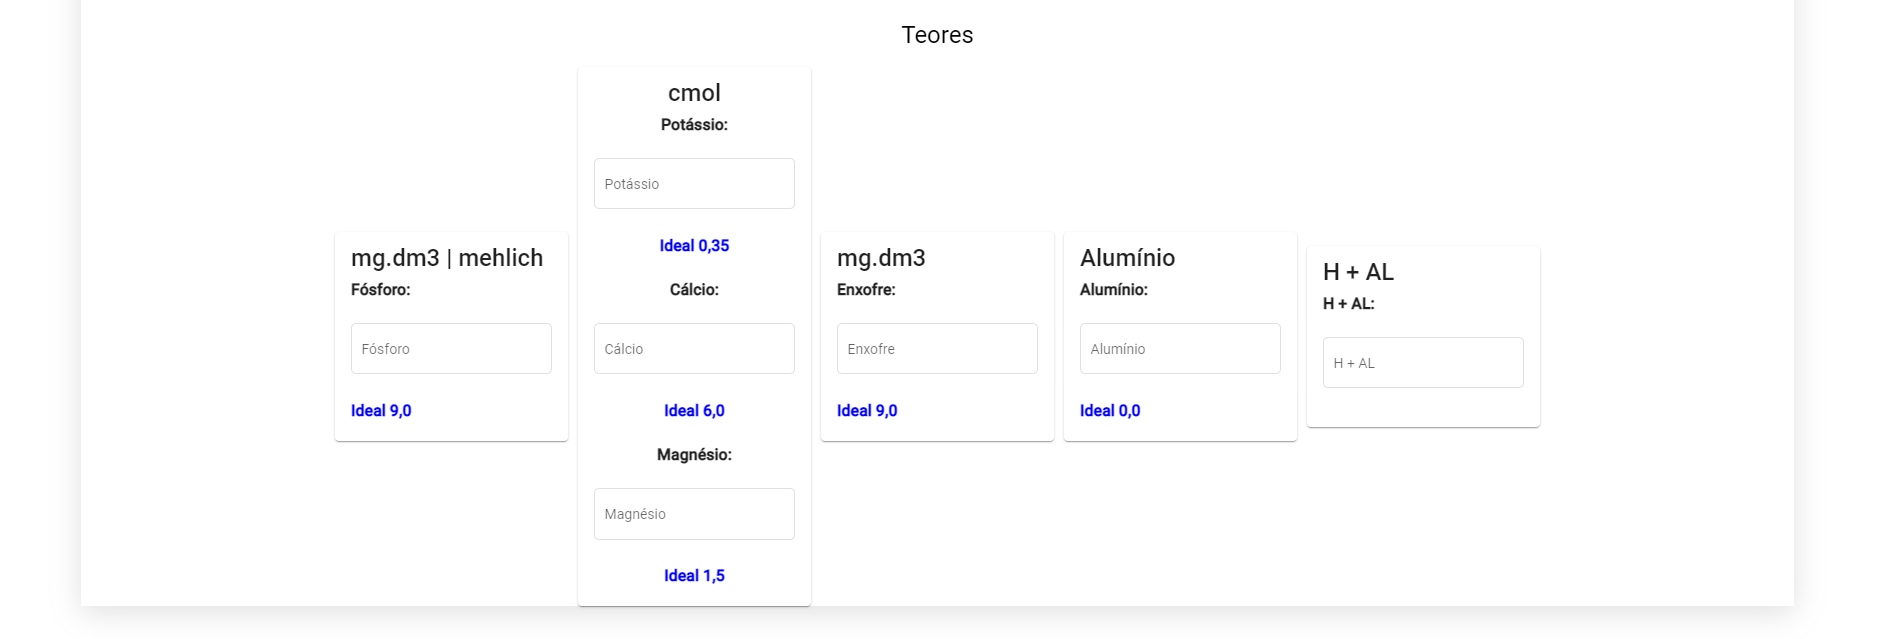 Teores
mg.dm3 | mehlich
Fósforo:
Fósforo
Ideal 9,0
cmol
Potássio:
Potássio
Ideal 0,35
Cálcio:
Cálcio
Ideal 6,0
Magnésio:
Magnésio
Ideal 1,5
mg.dm3
Enxofre:
Enxofre
Ideal 9,0
Alumínio
Alumínio:
Alumínio
Ideal 0,0
H + AL
H + AL:
H + AL